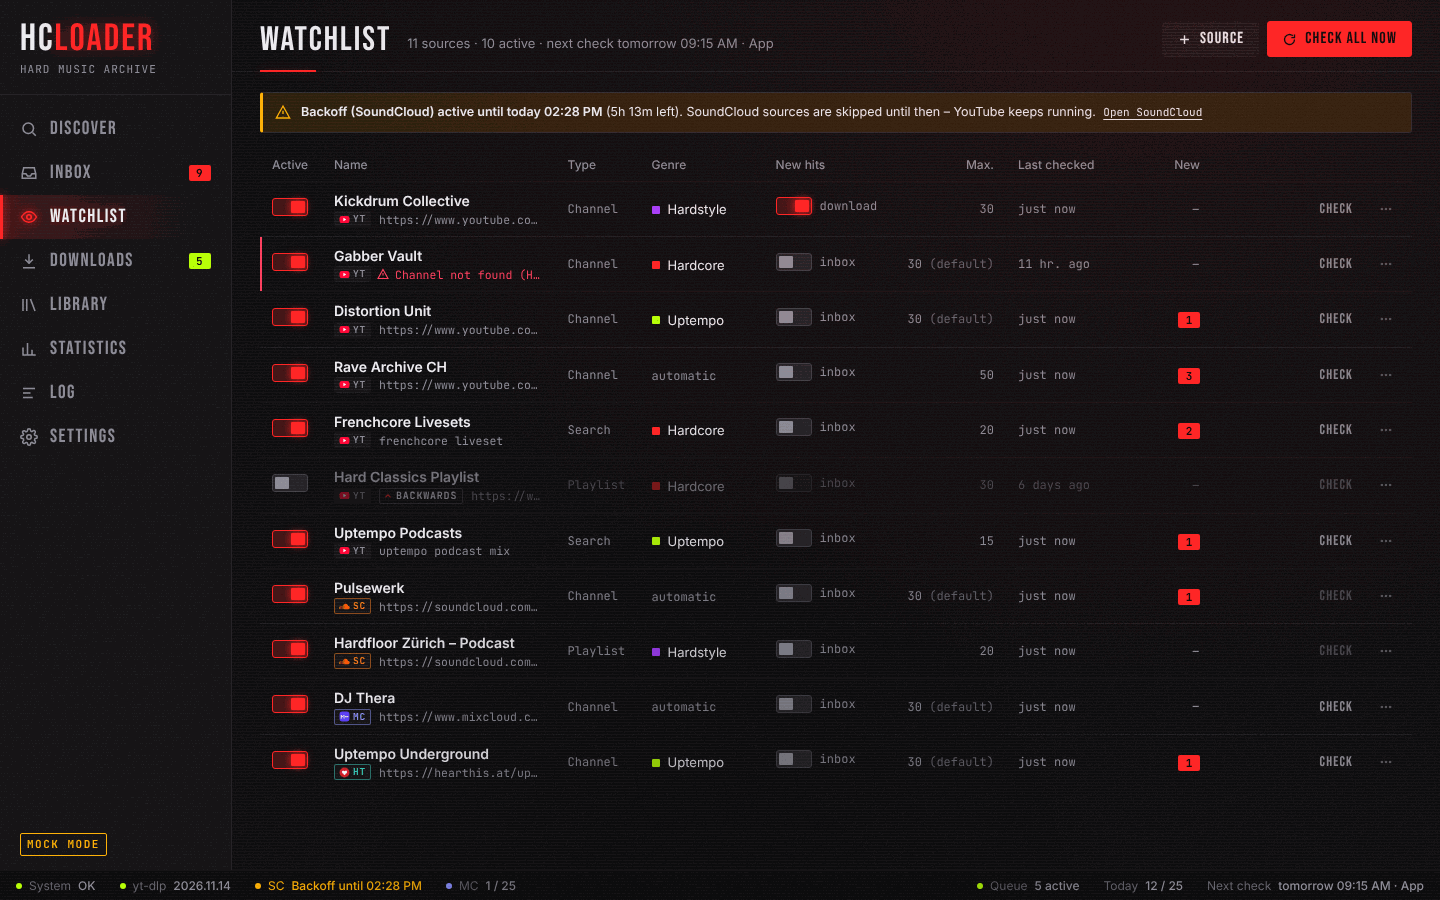 HCLOADER
HARD MUSIC ARCHIVE
DISCOVER
INBOX 9
WATCHLIST
DOWNLOADS 5
LIBRARY
STATISTICS
LOG
SETTINGS
MOCK MODE
WATCHLIST 11 sources · 10 active · next check tomorrow 09:15 AM · App
+ SOURCE
CHECK ALL NOW
Backoff (SoundCloud) active until today 02:28 PM (5h 13m left). SoundCloud sources are skipped until then – YouTube keeps running. Open SoundCloud
Active Name Type Genre New hits Max. Last checked New
Kickdrum Collective
YT https://www.youtube.co…
Channel Hardstyle download 30 just now – CHECK ···
Gabber Vault
YT Channel not found (H…
Channel Hardcore inbox 30 (default) 11 hr. ago – CHECK ···
Distortion Unit
YT https://www.youtube.co…
Channel Uptempo inbox 30 (default) just now 1 CHECK ···
Rave Archive CH
YT https://www.youtube.co…
Channel automatic inbox 50 just now 3 CHECK ···
Frenchcore Livesets
YT frenchcore liveset
Search Hardcore inbox 20 just now 2 CHECK ···
Hard Classics Playlist
YT BACKWARDS https://w…
Playlist Hardcore inbox 30 6 days ago – CHECK ···
Uptempo Podcasts
YT uptempo podcast mix
Search Uptempo inbox 15 just now 1 CHECK ···
Pulsewerk
SC https://soundcloud.com…
Channel automatic inbox 30 (default) just now 1 CHECK ···
Hardfloor Zürich – Podcast
SC https://soundcloud.com…
Playlist Hardstyle inbox 20 just now – CHECK ···
DJ Thera
MC https://www.mixcloud.c…
Channel automatic inbox 30 (default) just now – CHECK ···
Uptempo Underground
HT https://hearthis.at/up…
Channel Uptempo inbox 30 (default) just now 1 CHECK ···
System OK yt-dlp 2026.11.14 SC Backoff until 02:28 PM MC 1 / 25 Queue 5 active Today 12 / 25 Next check tomorrow 09:15 AM · App